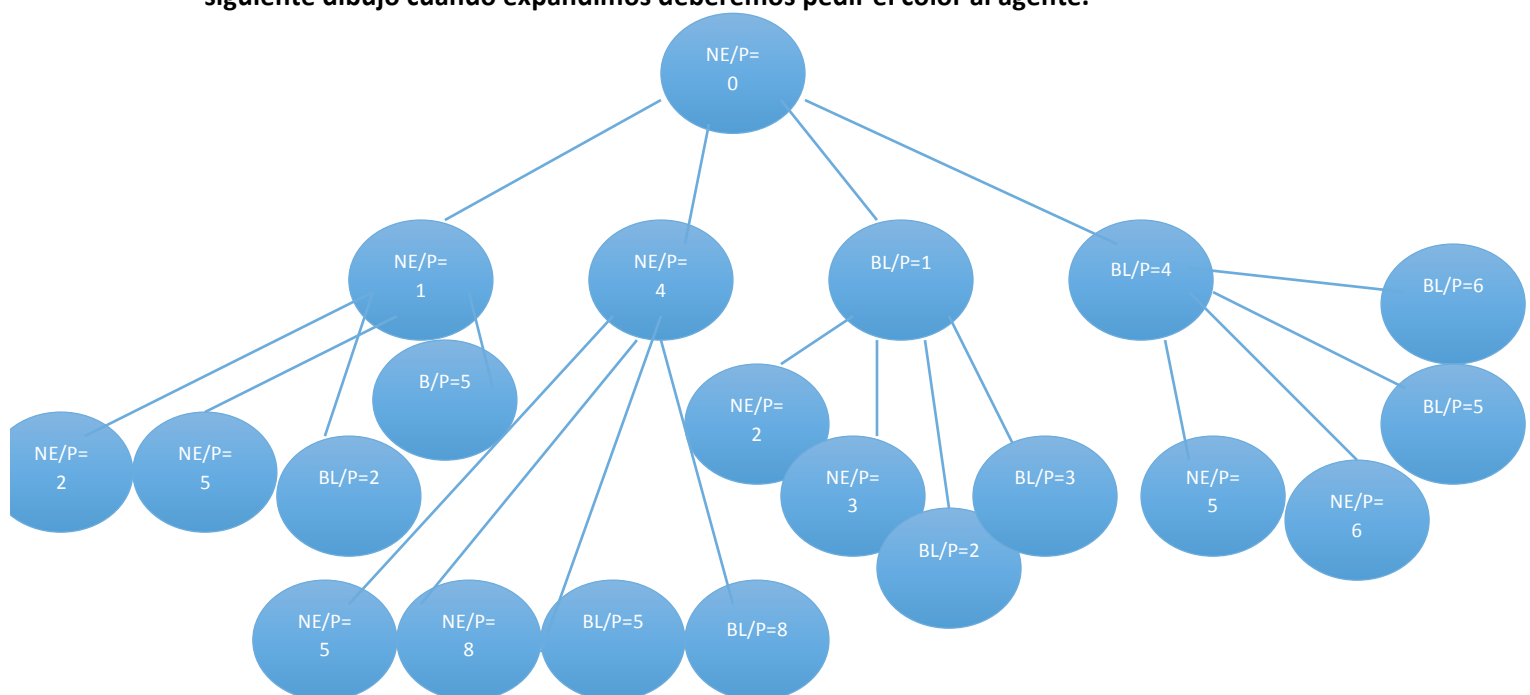 siguiente dibujo cuando expandimos deberemos pedir el color al agente.
NE/P=
0
NE/P=
1
NE/P=
4
BL/P=1
BL/P=4
BL/P=6
B/P=5
NE/P=
2
BL/P=5
NE/P=
2
NE/P=
5
BL/P=2
NE/P=
3
BL/P=3
NE/P=
5
NE/P=
6
BL/P=2
NE/P=
5
NE/P=
8
BL/P=5
BL/P=8